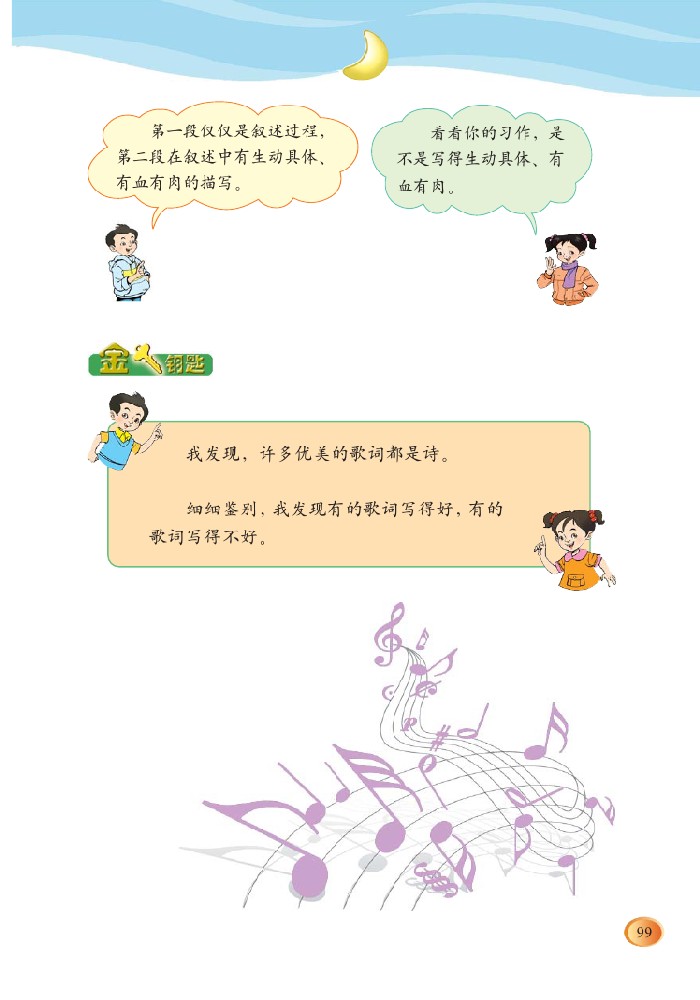 第一段仅仅是叙述过程，
第二段在叙述中有生动具体、
有血有肉的描写。
看看你的习作，是
不是写得生动具体、有
血有肉。
金钥匙
我发现，许多优美的歌词都是诗。
细细鉴别，我发现有的歌词写得好，有的
歌词写得不好。
99